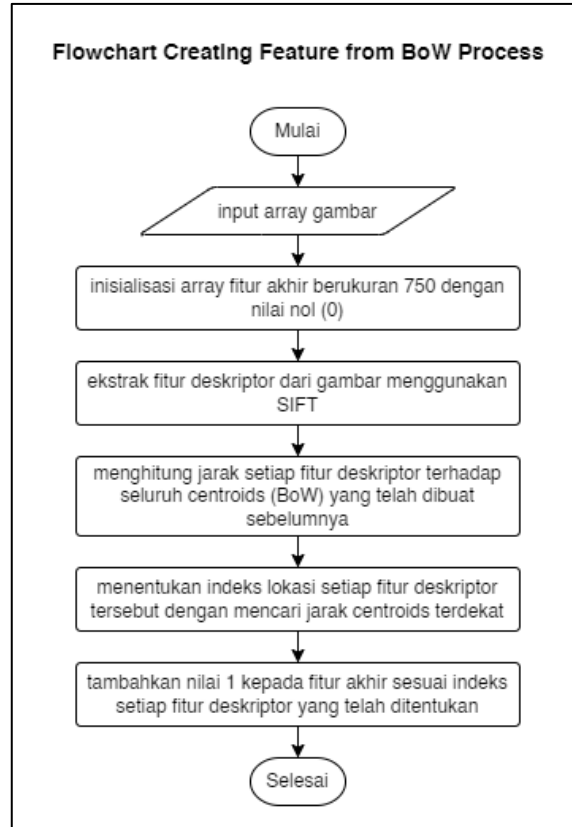 Flowchart Creating Feature from BoW Process
Mulai
input array gambar
inisialisasi array fitur akhir berukuran 750 dengan
nilai nol (0)
ekstrak fitur deskriptor dari gambar menggunakan
SIFT
menghitung jarak setiap fitur deskriptor terhadap
seluruh centroids (BoW) yang telah dibuat
sebelumnya
menentukan indeks lokasi setiap fitur deskriptor
tersebut dengan mencari jarak centroids terdekat
tambahkan nilai 1 kepada fitur akhir sesuai indeks
setiap fitur deskriptor yang telah ditentukan
Selesai